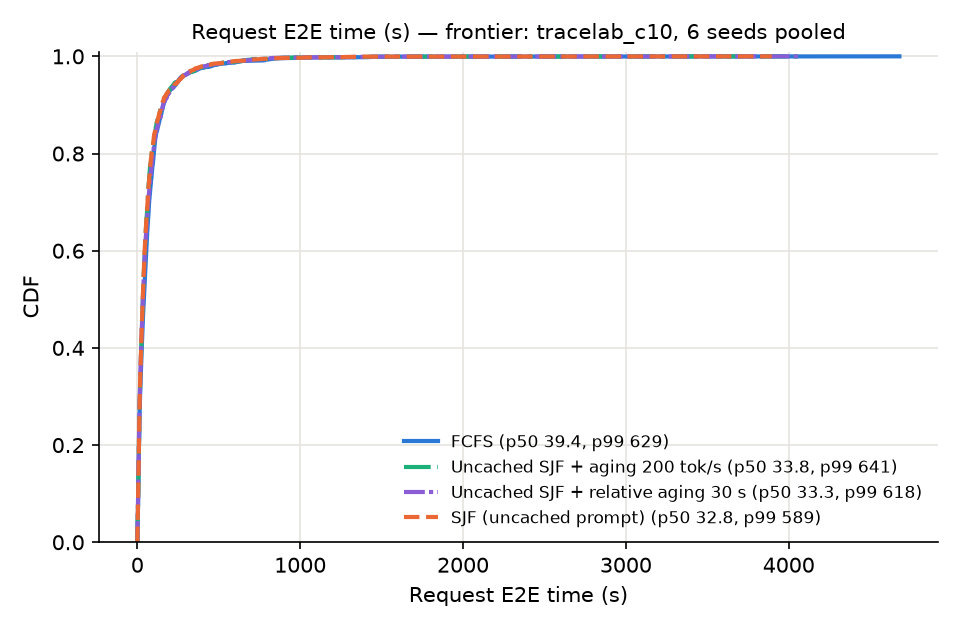 Request E2E time (s) — frontier: tracelab_c10, 6 seeds pooled
1.0
0.8
0.6
0.4
0.2
0.0
CDF
FCFS (p50 39.4, p99 629)
Uncached SJF + aging 200 tok/s (p50 33.8, p99 641)
Uncached SJF + relative aging 30 s (p50 33.3, p99 618)
SJF (uncached prompt) (p50 32.8, p99 589)
0 1000 2000 3000 4000
Request E2E time (s)